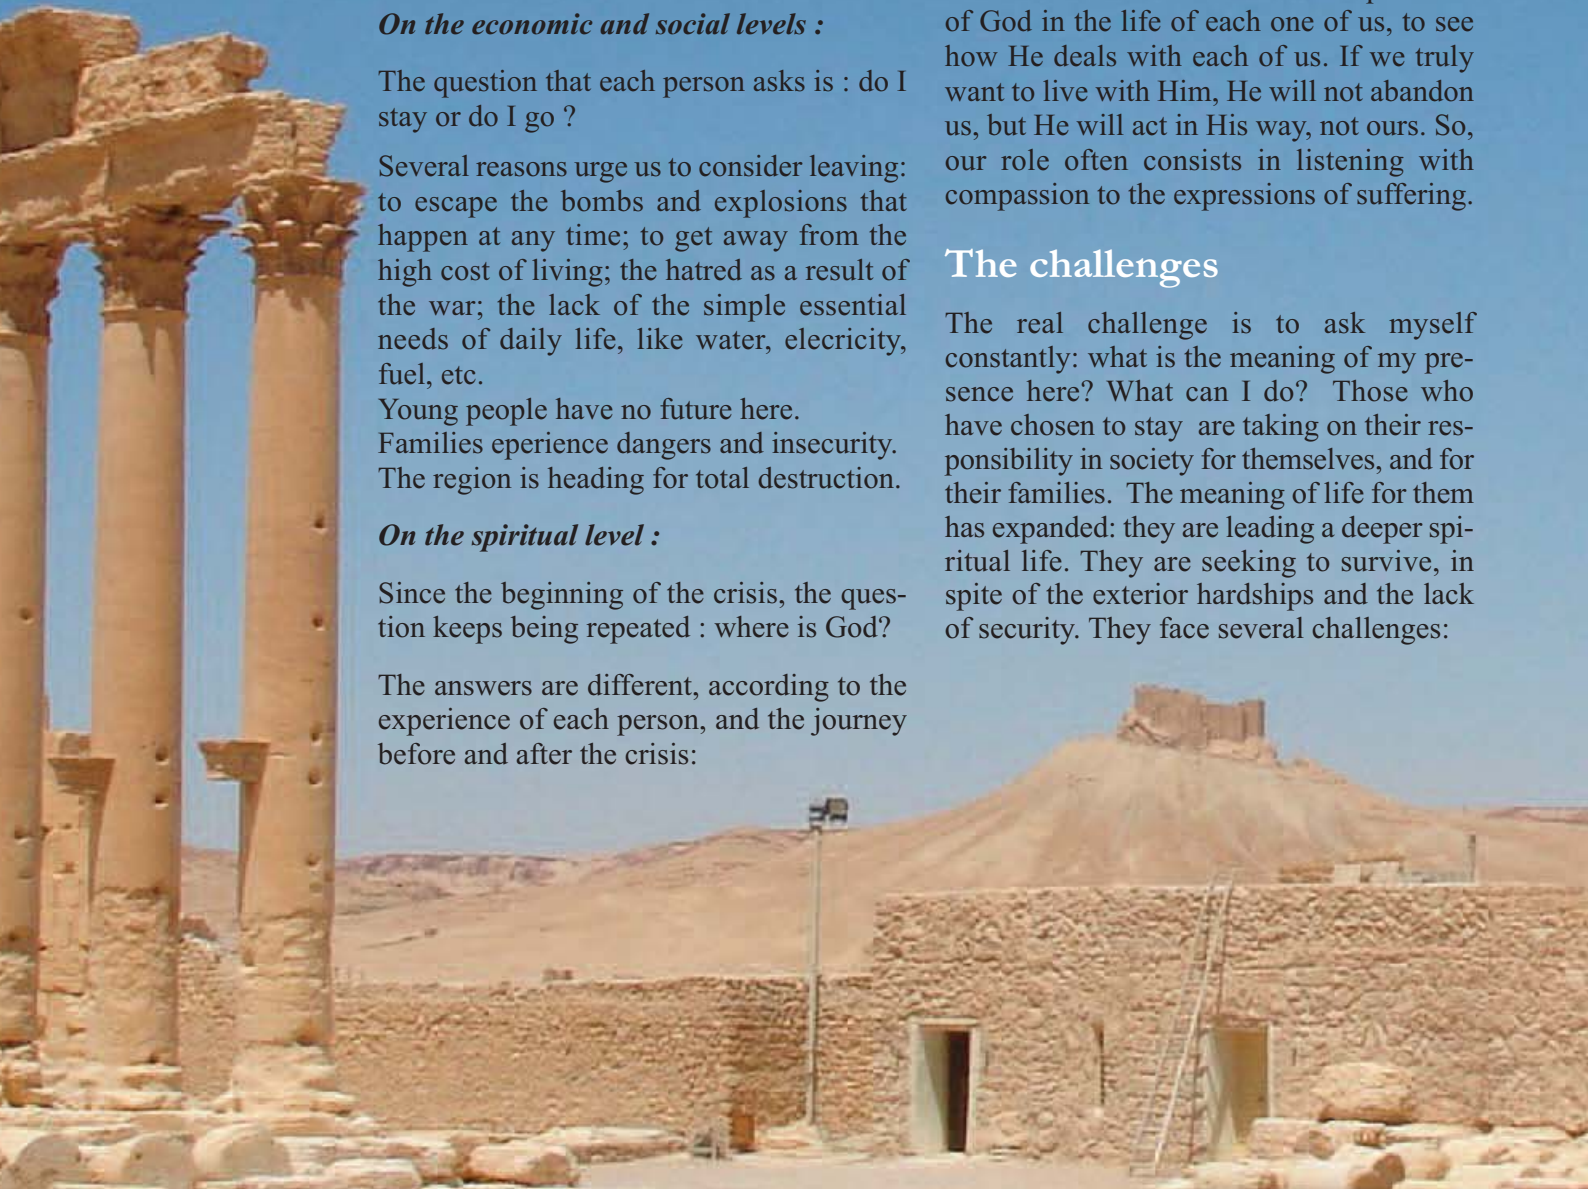 On the economic and social levels :
The question that each person asks is : do I
stay or do I go ?
Several reasons urge us to consider leaving:
to escape the bombs and explosions that
happen at any time; to get away from the
high cost of living; the hatred as a result of
the war; the lack of the simple essential
needs of daily life, like water, elecricity,
fuel, etc.
Young people have no future here.
Families eperience dangers and insecurity.
The region is heading for total destruction.
On the spiritual level :
Since the beginning of the crisis, the ques-
tion keeps being repeated : where is God?
The answers are different, according to the
experience of each person, and the journey
before and after the crisis:
of God in the life of each one of us, to see
how He deals with each of us. If we truly
want to live with Him, He will not abandon
us, but He will act in His way, not ours. So,
our role often consists in listening with
compassion to the expressions of suffering.
The challenges
The real challenge is to ask myself
constantly: what is the meaning of my pre-
sence here? What can I do? Those who
have chosen to stay are taking on their res-
ponsibility in society for themselves, and for
their families. The meaning of life for them
has expanded: they are leading a deeper spi-
ritual life. They are seeking to survive, in
spite of the exterior hardships and the lack
of security. They face several challenges: